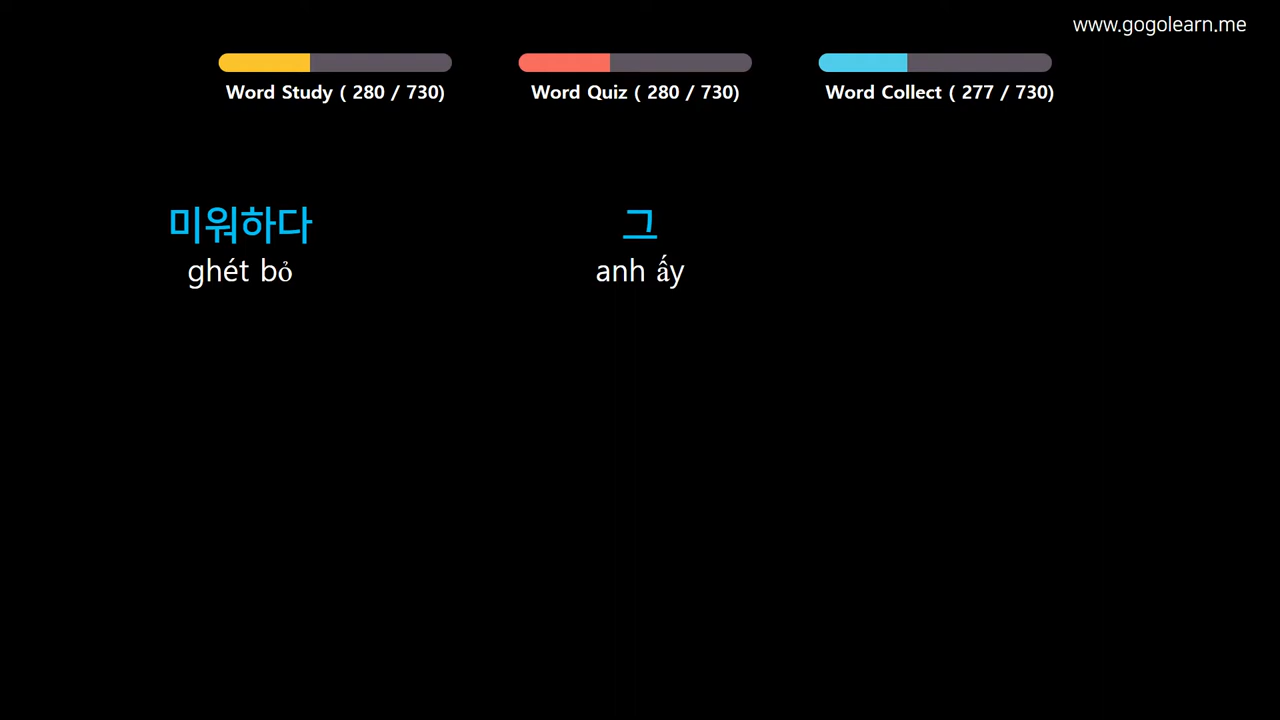 www.gogolearn.me
Word Study ( 280 / 730)
Word Quiz ( 280 / 730)
Word Collect ( 277 / 730)
미워하다
ghét bỏ
그
anh ấy